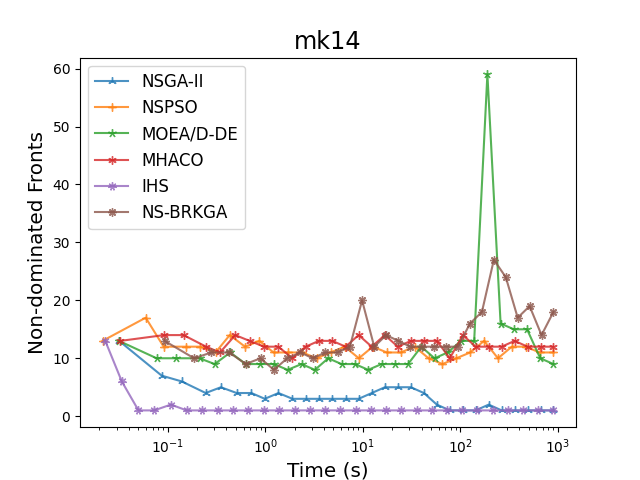 mk14
Non-dominated Fronts
60
50
40
30
20
10
0
NSGA-II
NSPSO
MOEA/D-DE
MHACO
IHS
NS-BRKGA
10⁻¹ 10⁰ 10¹ 10² 10³
Time (s)